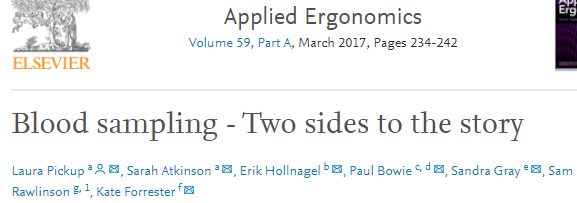 Applied Ergonomics
Volume 59, Part A, March 2017, Pages 234-242
ELSEVIER
Blood sampling - Two sides to the story
Laura Pickup a, Sarah Atkinson a, Erik Hollnagel b, Paul Bowie c, d, Sandra Gray e, Sam
Rawlinson g, 1, Kate Forrester f